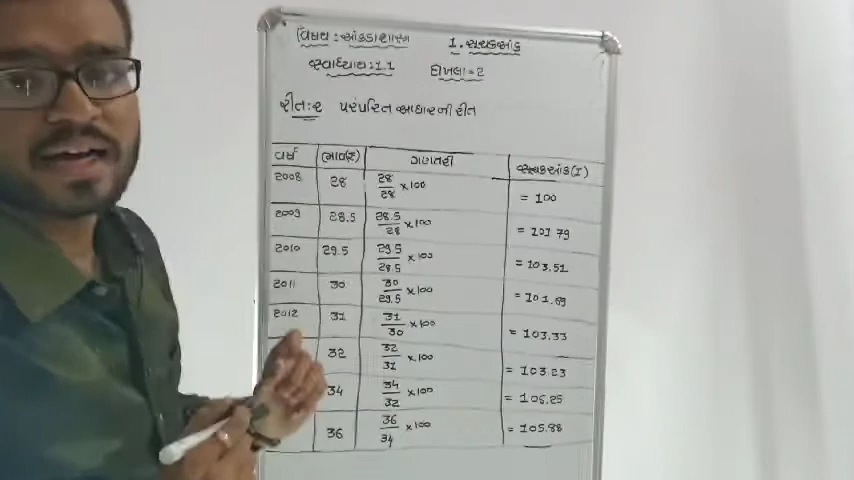 વિષય : આંકડાશાસ્ત્ર 1. સૂચકઆંક
સ્વાધ્યાય : 1.1 દાખલા = 2
રીત : ૨ પરંપરિત આધારની રીત
વર્ષ ભાવ(₹) ગણતરી સૂચકઆંક(I)
2008 28 28/28 × 100 = 100
2009 28.5 28.5/28 × 100 = 101.79
2010 29.5 29.5/28.5 × 100 = 103.51
2011 30 30/29.5 × 100 = 101.69
2012 31 31/30 × 100 = 103.33
32 32/31 × 100 = 103.23
34 34/32 × 100 = 106.25
36 36/34 × 100 = 105.88